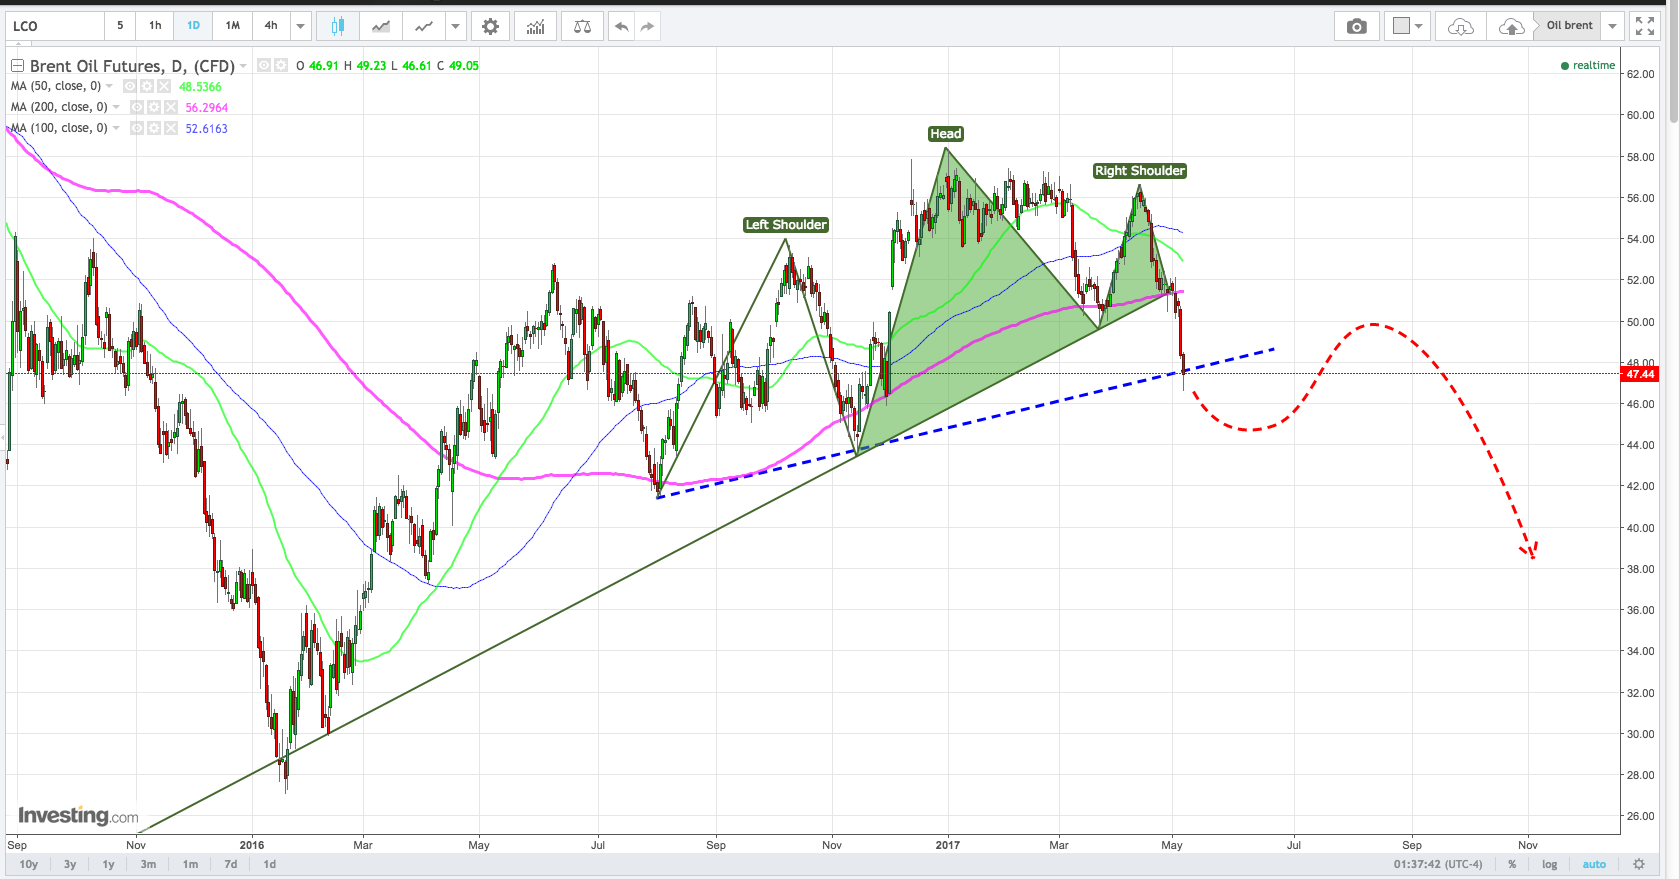 LCO 5 1h 1D 1M 4h Oil brent
Brent Oil Futures, D, (CFD) O 46.91 H 49.23 L 46.61 C 49.05
realtime
MA (50, close, 0) 48.5366
MA (200, close, 0) 56.2964
MA (100, close, 0) 52.6163
Head
Right Shoulder
Left Shoulder
62.00
60.00
58.00
56.00
54.00
52.00
50.00
48.00
47.44
46.00
44.00
42.00
40.00
38.00
36.00
34.00
32.00
30.00
28.00
26.00
Investing.com
Sep Nov 2016 Mar May Jul Sep Nov 2017 Mar May Jul Sep Nov
10y 3y 1y 3m 1m 7d 1d 01:37:42 (UTC-4) % log auto